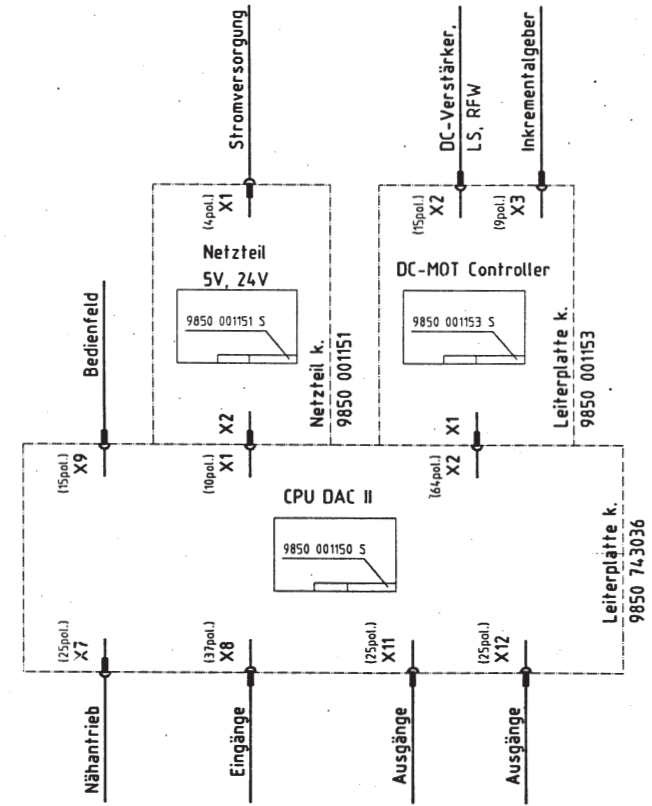 Stromversorgung
DC-Verstärker,
LS, RFW
Inkrementalgeber
(4pol.)
X1
(15pol.)
X2
(9pol.)
X3
Netzteil
5V, 24V
9850 001151 S
Netzteil k.
9850 001151
DC-MOT Controller
9850 001153 S
Leiterplatte k.
9850 001153
Bedienfeld
(15pol.)
X9
X2
(10pol.)
X1
X1
(64pol.)
X2
CPU DAC II
9850 001150 S
Leiterplatte k.
9850 743036
(25pol.)
X7
(37pol.)
X8
(25pol.)
X11
(25pol.)
X12
Nähantrieb
Eingänge
Ausgänge
Ausgänge